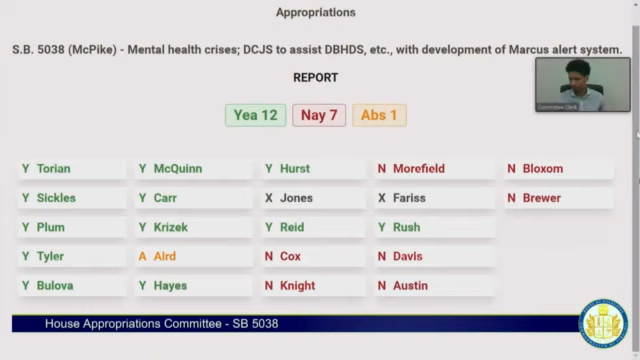 Appropriations
S.B. 5038 (McPike) - Mental health crises; DCJS to assist DBHDS, etc., with development of Marcus alert system.
REPORT
Yea 12 Nay 7 Abs 1
Committee Clerk
Y Torian Y McQuinn Y Hurst N Morefield N Bloxom
Y Sickles Y Carr X Jones X Fariss N Brewer
Y Plum Y Krizek Y Reid Y Rush
Y Tyler A Aird N Cox N Davis
Y Bulova Y Hayes N Knight N Austin
House Appropriations Committee - SB 5038